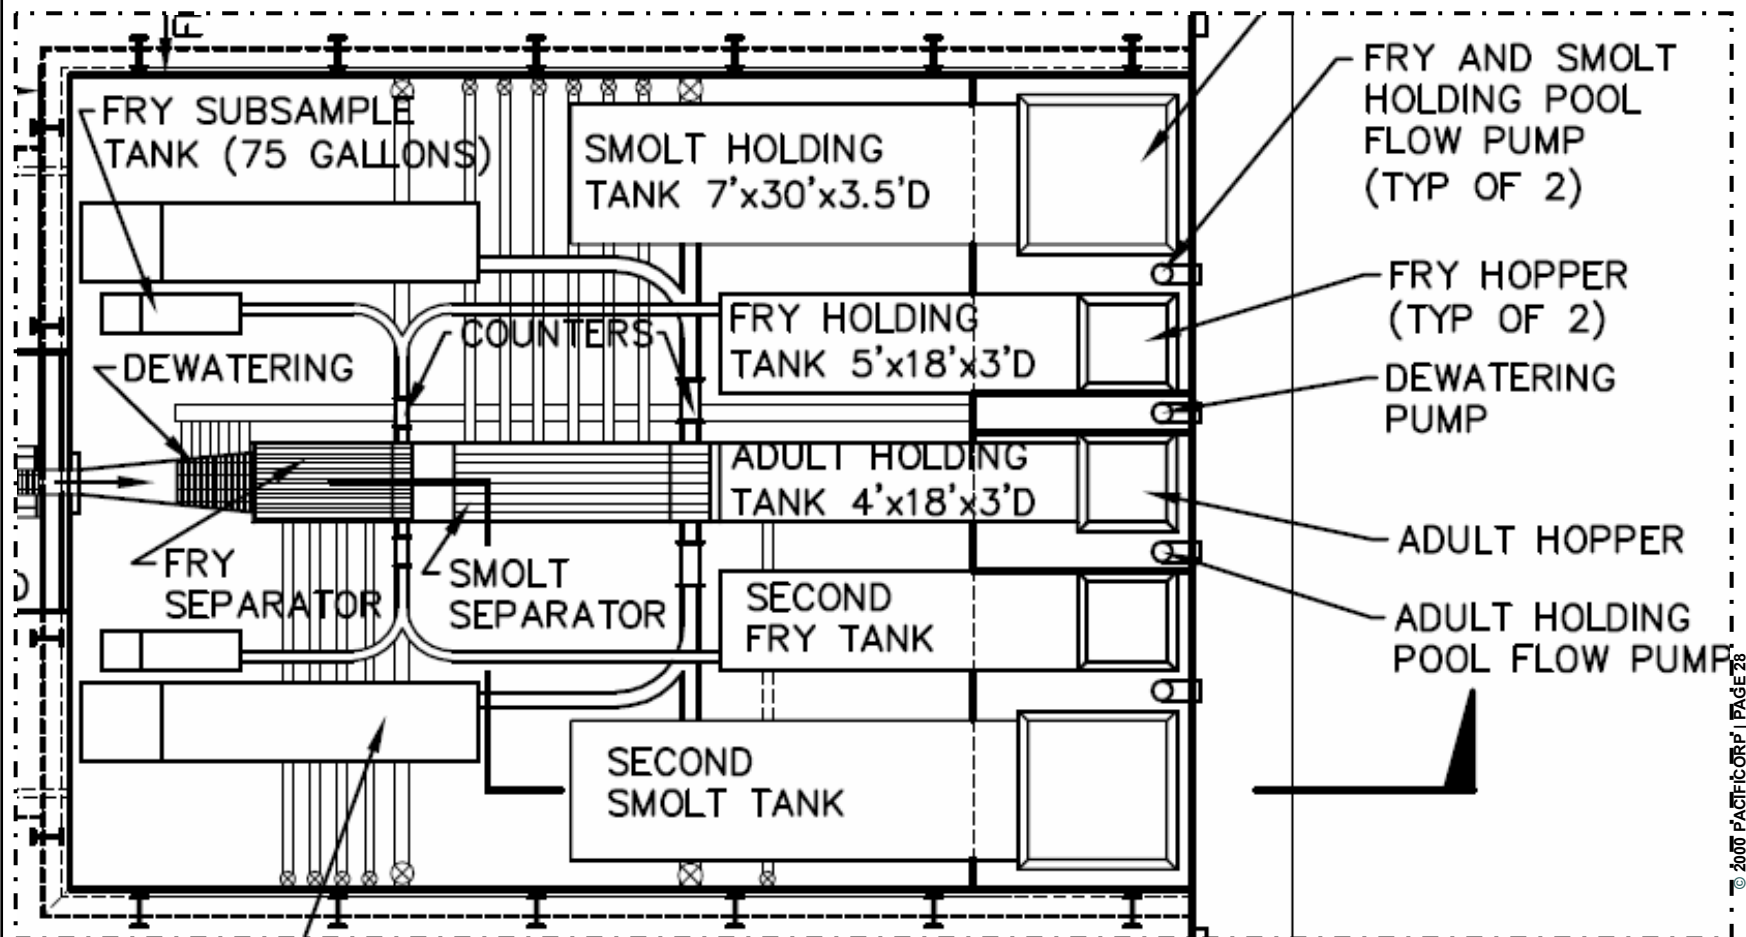 FRY SUBSAMPLE
TANK (75 GALLONS)
SMOLT HOLDING
TANK 7'x30'x3.5'D
FRY AND SMOLT
HOLDING POOL
FLOW PUMP
(TYP OF 2)
COUNTERS
FRY HOLDING
TANK 5'x18'x3'D
FRY HOPPER
(TYP OF 2)
DEWATERING
DEWATERING
PUMP
ADULT HOLDING
TANK 4'x18'x3'D
ADULT HOPPER
FRY
SEPARATOR
SMOLT
SEPARATOR
SECOND
FRY TANK
ADULT HOLDING
POOL FLOW PUMP
SECOND
SMOLT TANK
© 2000 PACIFICORP | PAGE 28